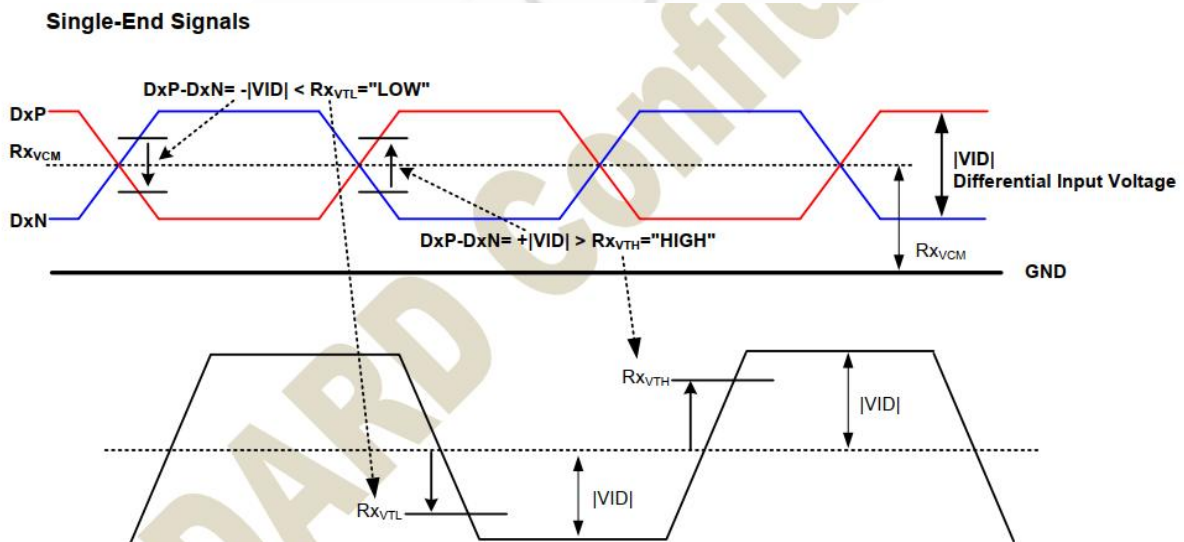 Single-End Signals
DxP-DxN= -|VID| < RxVTL="LOW"
DxP
RxVCM
DxN
|VID|
Differential Input Voltage
DxP-DxN= +|VID| > RxVTH="HIGH"
RxVCM
GND
RxVTH
|VID|
|VID|
RxVTL